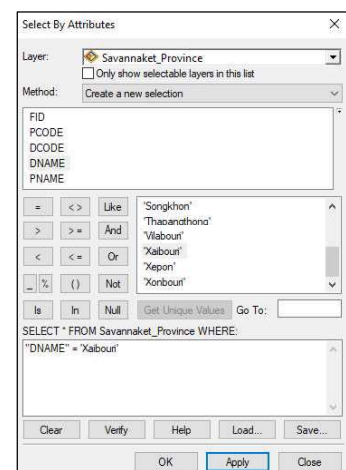 Select By Attributes
Layer: Savannaket_Province
Only show selectable layers in this list
Method: Create a new selection
FID
PCODE
DCODE
DNAME
PNAME
= < > Like
> > = And
< < = Or
_ % () Not
Is In Null
'Songkhon'
'Thapangthong'
'Vilabouri'
'Xaibouri'
'Xepon'
'Xonbouri'
Get Unique Values Go To:
SELECT * FROM Savannaket_Province WHERE:
"DNAME" = 'Xaibouri'
Clear Verify Help Load... Save...
OK Apply Close